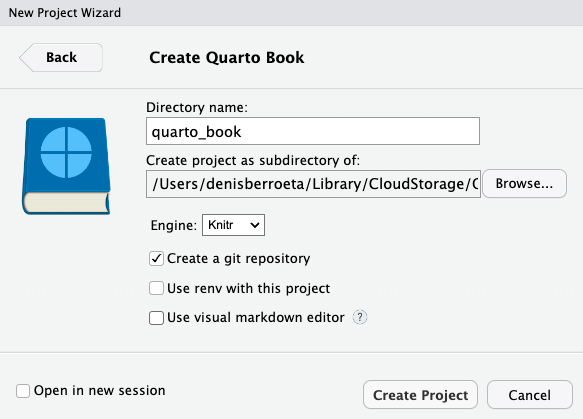 New Project Wizard
Back
Create Quarto Book
Directory name:
quarto_book
Create project as subdirectory of:
/Users/denisberroeta/Library/CloudStorage/
Browse...
Engine: Knitr
Create a git repository
Use renv with this project
Use visual markdown editor ?
Open in new session
Create Project
Cancel